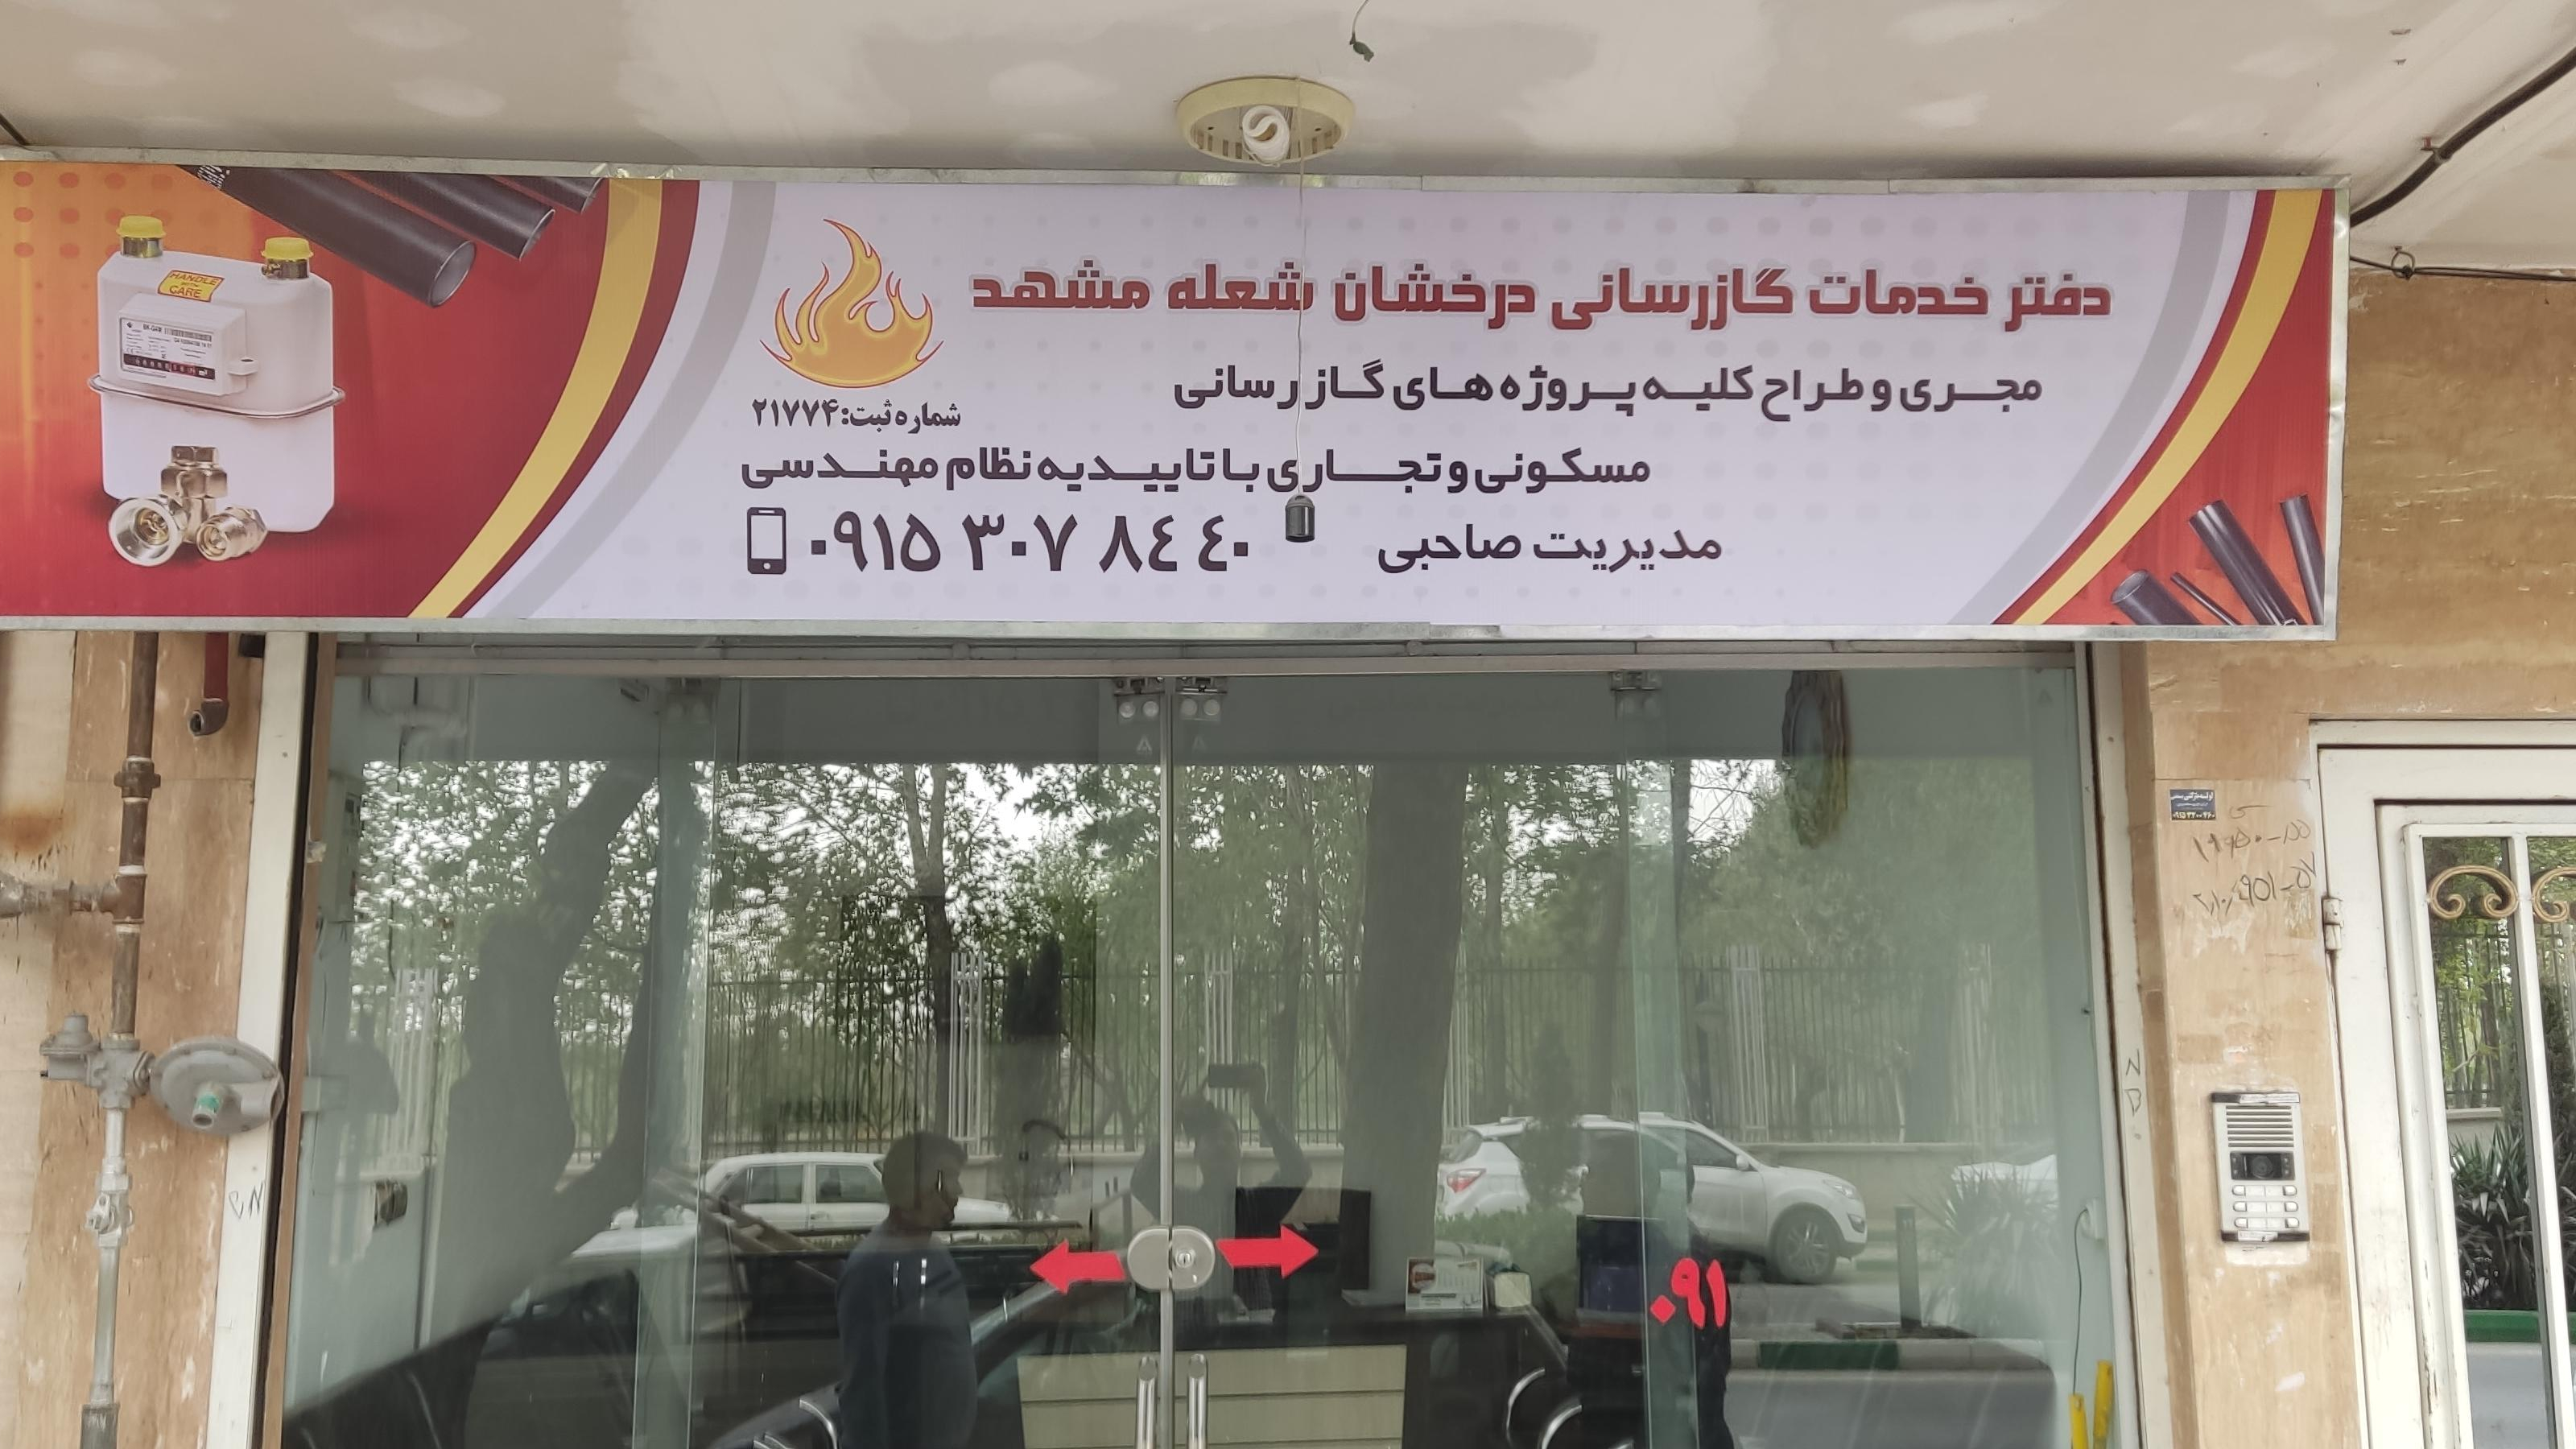 دفتر خدمات گازرسانی درخشان شعله مشهد
مجری و طراح کلیه پروژه های گازرسانی
شماره ثبت: ۲۱۷۷۴
مسکونی و تجاری با تاییدیه نظام مهندسی
مدیریت صاحبی
۰۹۱۵ ۳۰۷ ۸۴ ۴۰
HANDLE
WITH
CARE
۰۹۱